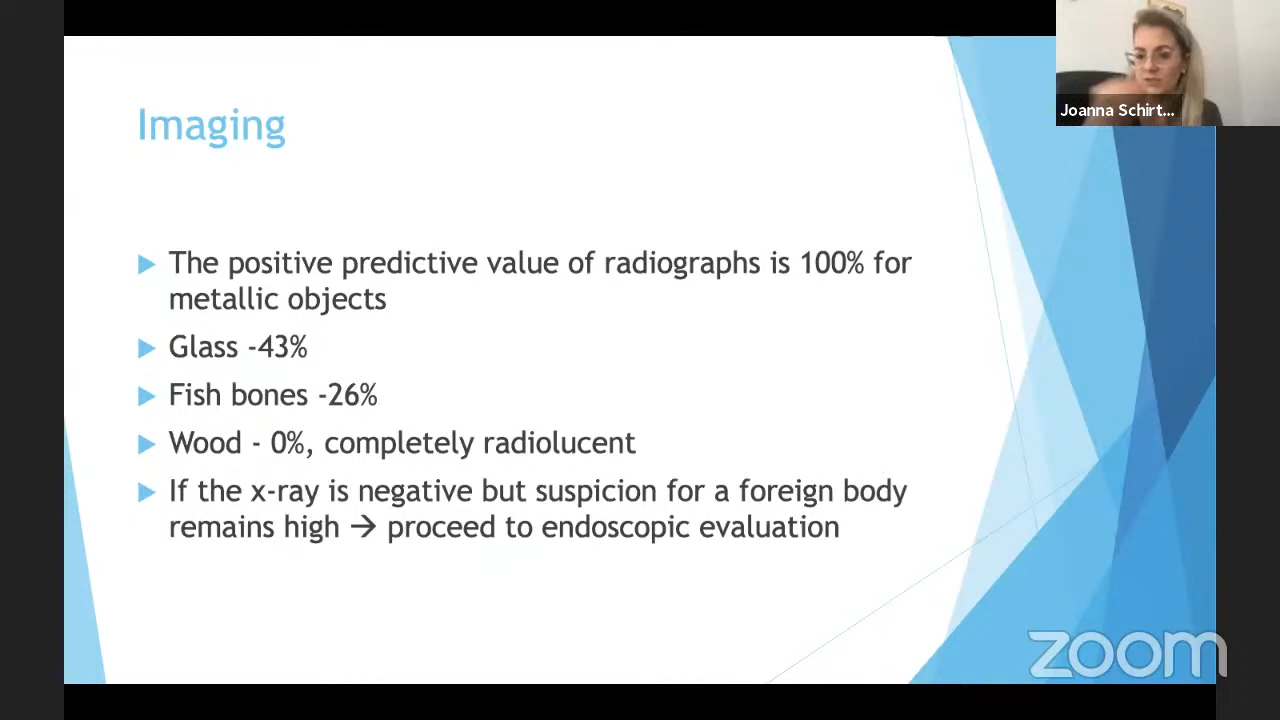 Joanna Schirt...
Imaging
The positive predictive value of radiographs is 100% for
metallic objects
Glass -43%
Fish bones -26%
Wood - 0%, completely radiolucent
If the x-ray is negative but suspicion for a foreign body
remains high → proceed to endoscopic evaluation
zoom